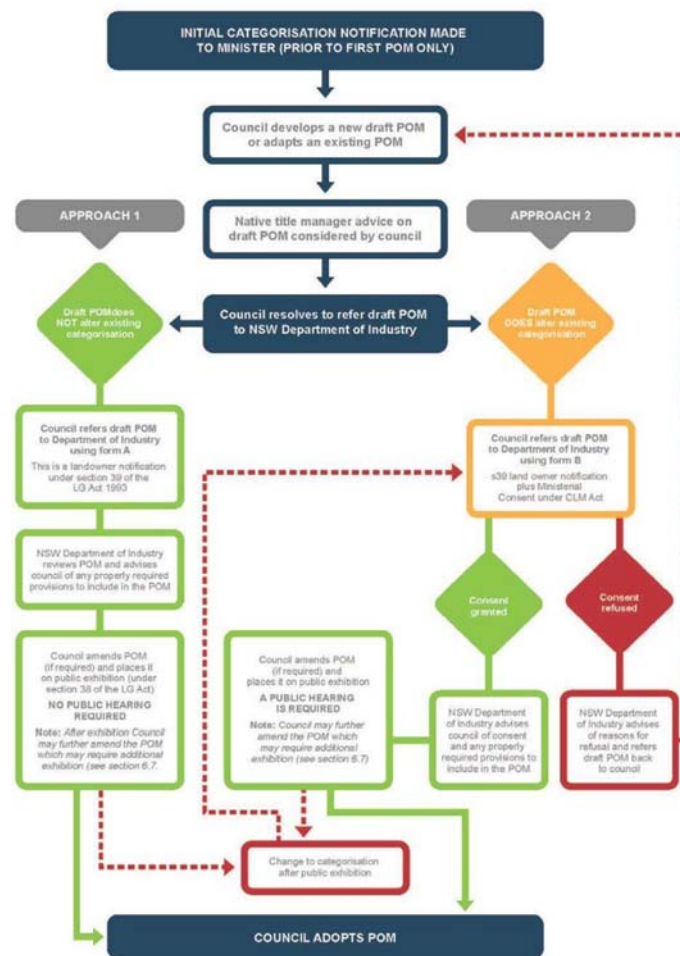 INITIAL CATEGORISATION NOTIFICATION MADE
TO MINISTER (PRIOR TO FIRST POM ONLY)
Council develops a new draft POM
or adapts an existing POM
APPROACH 1
Native title manager advice on
draft POM considered by council
APPROACH 2
Draft POMdoes
NOT alter existing
categorisation
Council resolves to refer draft POM
to NSW Department of Industry
Draft POM
DOES alter existing
categorisation
Council refers draft POM
to Department of Industry
using form A
This is a landowner notification
under section 39 of the
LG Act 1993
Council refers draft POM
to Department of Industry
using form B
s39 land owner notification
plus Ministerial
Consent under CLM Act
NSW Department of Industry
reviews POM and advises
council of any properly required
provisions to include in the POM
Consent
granted
Consent
refused
Council amends POM
(if required) and places it
on public exhibition (under
section 38 of the LG Act)
NO PUBLIC HEARING
REQUIRED
Note: After exhibition Council
may further amend the POM
which may require additional
exhibition (see section 6.7.
Council amends POM
(if required) and places
it on public exhibition
A PUBLIC HEARING
IS REQUIRED
Note: Council may further
amend the POM which may
require additional
exhibition (see section 6.7)
NSW Department
of Industry advises
council of consent
and any properly
required provisions to
include in the POM.
NSW Department
of Industry advises
of reasons for
refusal and refers
draft POM back
to council
Change to categorisation
after public exhibition
COUNCIL ADOPTS POM